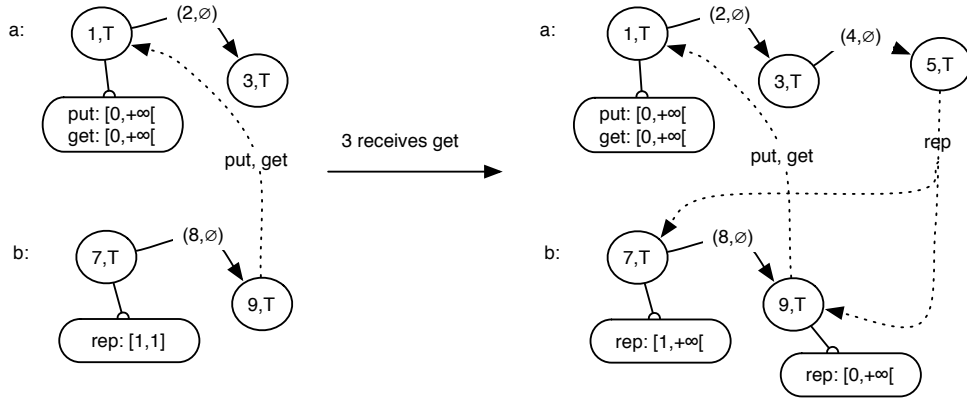 a:
1,T
(2,∅)
3,T
put: [0,+∞[
get: [0,+∞[
put, get
b:
7,T
(8,∅)
9,T
rep: [1,1]
3 receives get
a:
1,T
(2,∅)
3,T
(4,∅)
5,T
put: [0,+∞[
get: [0,+∞[
put, get
rep
b:
7,T
(8,∅)
9,T
rep: [1,+∞[
rep: [0,+∞[